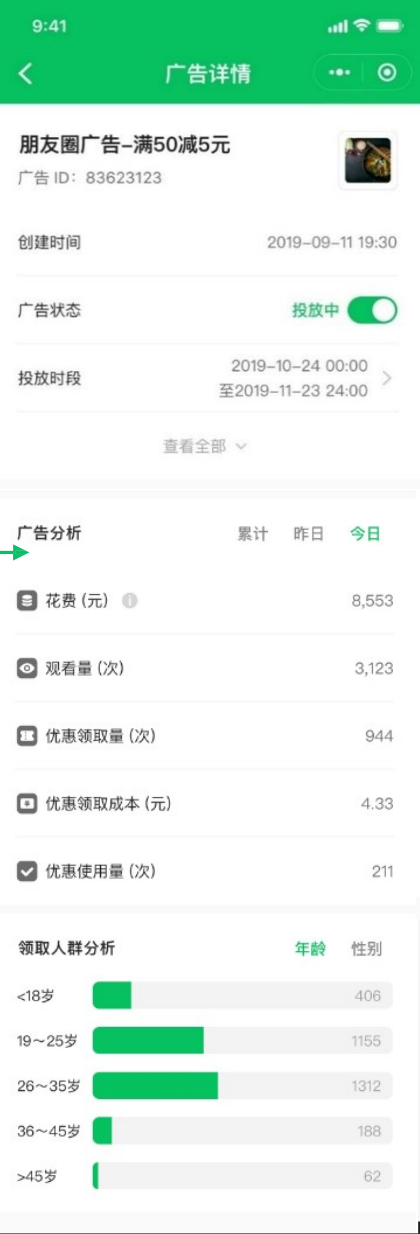 9:41
广告详情
朋友圈广告-满50减5元
广告 ID：83623123
创建时间 2019-09-11 19:30
广告状态 投放中
投放时段 2019-10-24 00:00
至2019-11-23 24:00
查看全部
广告分析 累计 昨日 今日
花费 (元) 8,553
观看量 (次) 3,123
优惠领取量 (次) 944
优惠领取成本 (元) 4.33
优惠使用量 (次) 211
领取人群分析 年龄 性别
<18岁 406
19～25岁 1155
26～35岁 1312
36～45岁 188
>45岁 62